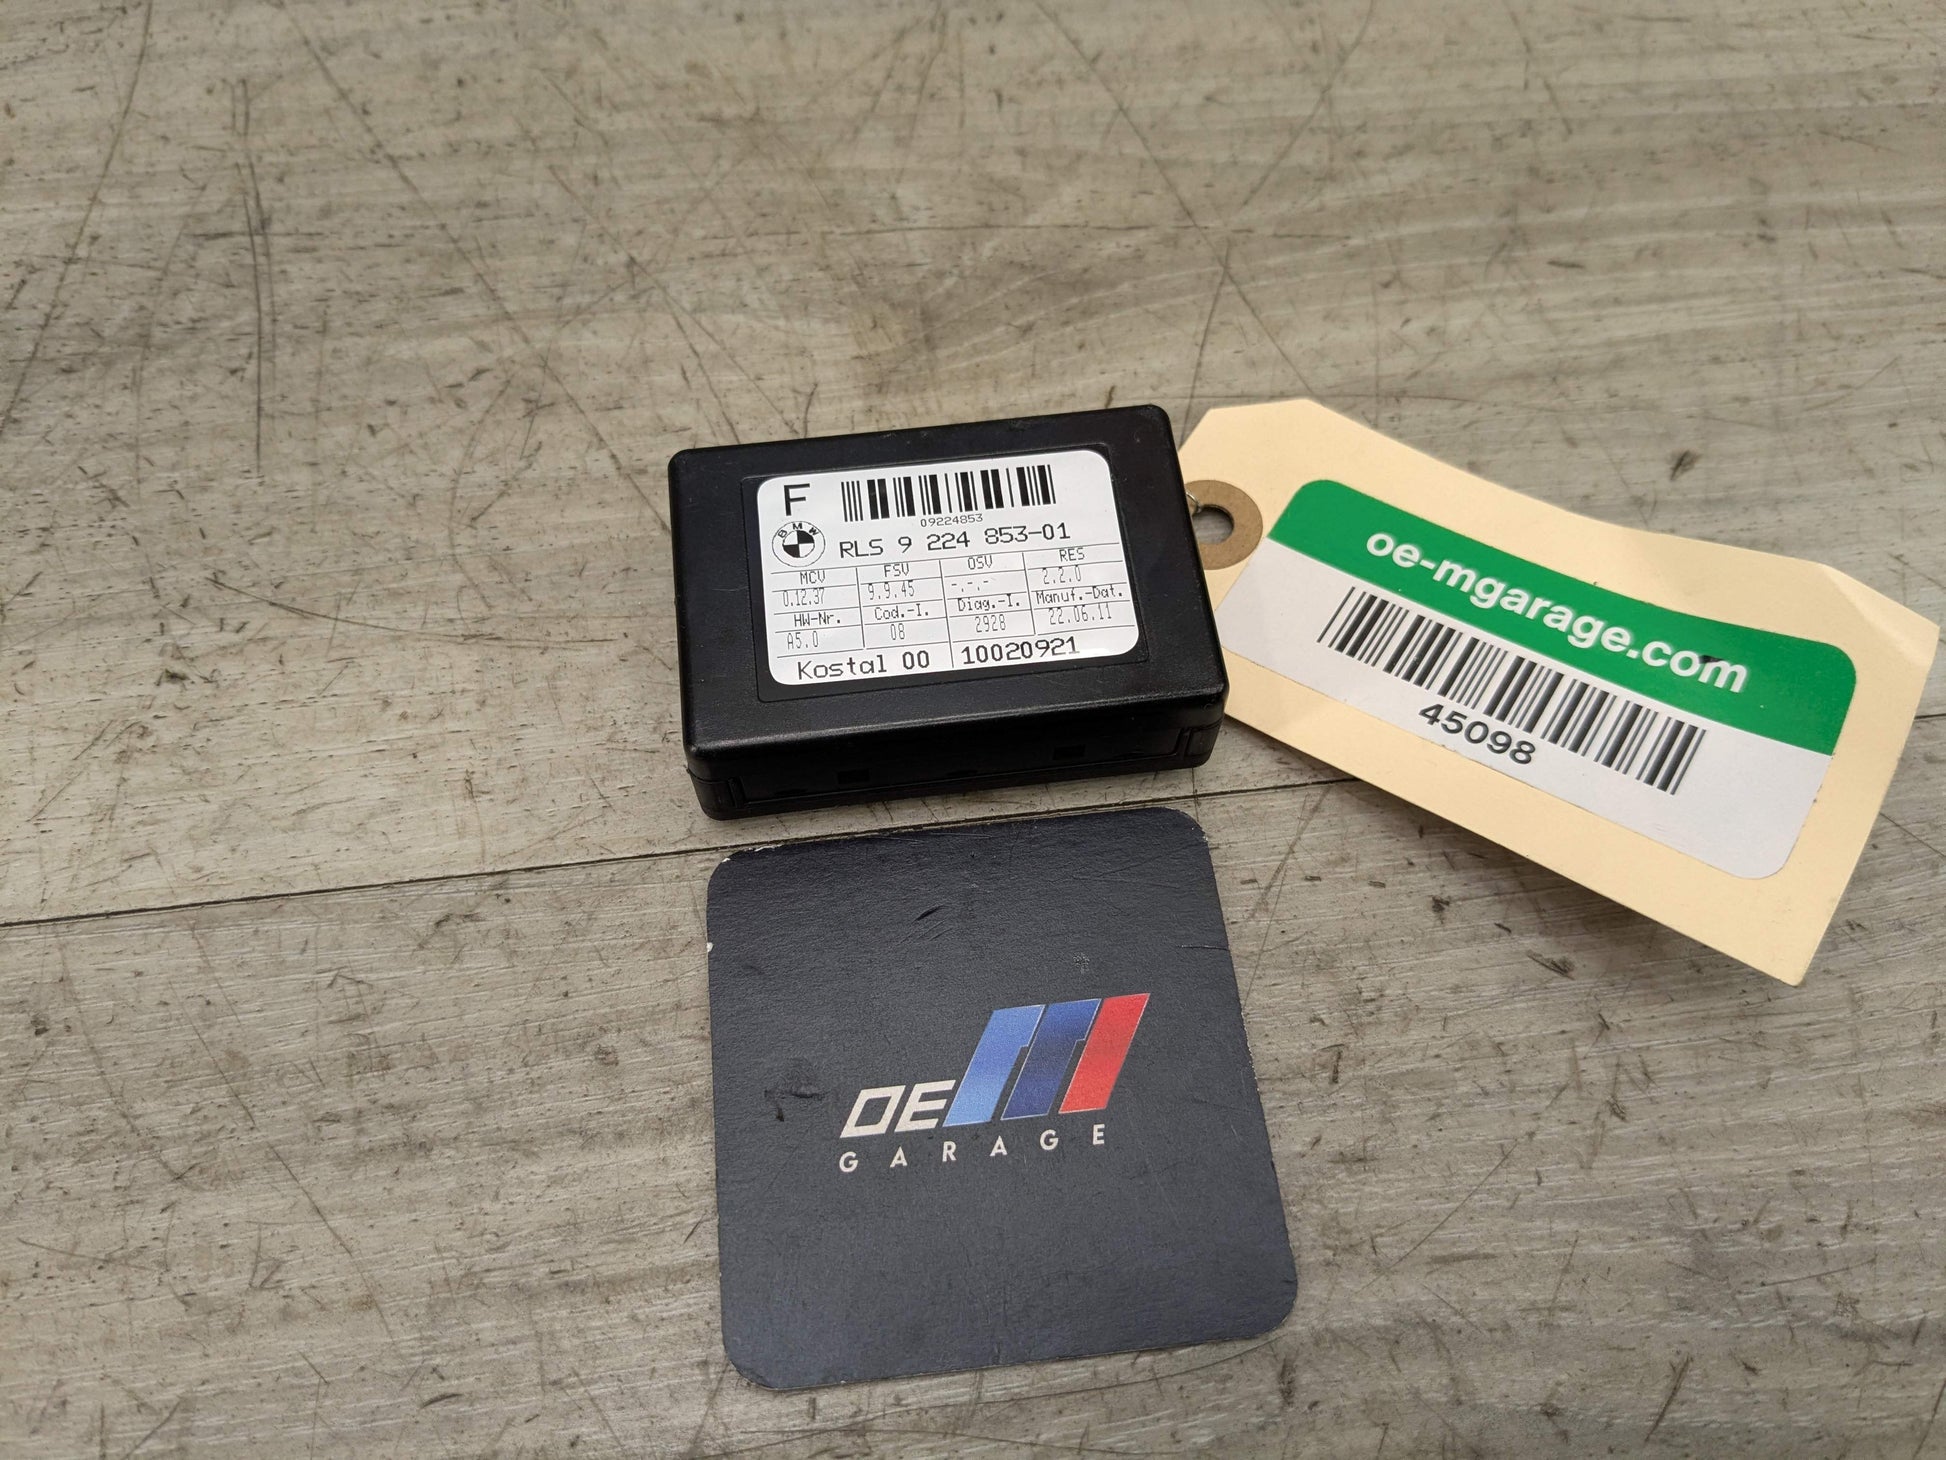 F
09224853
BMW
RLS 9 224 853-01
MCV FSV OSV RES
0.12.37 9.9.45 -.-.- 2.2.0
HW-Nr. Cod.-I. Diag.-I. Manuf.-Dat.
A5.0 08 2928 22.06.11
Kostal 00 10020921
oe-mgarage.com
45098
OEM
GARAGE